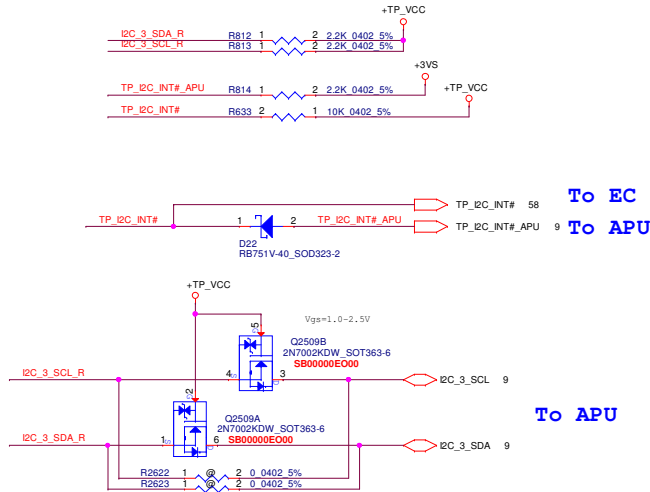 +TP_VCC
I2C_3_SDA_R R812 1 2 2.2K_0402_5%
I2C_3_SCL_R R813 1 2 2.2K_0402_5%
+3VS
TP_I2C_INT#_APU R814 1 2 2.2K_0402_5%
+TP_VCC
TP_I2C_INT# R633 2 1 10K_0402_5%
TP_I2C_INT# 58 To EC
TP_I2C_INT# 1 2 TP_I2C_INT#_APU TP_I2C_INT#_APU 9 To APU
D22
RB751V-40_SOD323-2
+TP_VCC
Vgs=1.0-2.5V
5
Q2509B
2N7002KDW_SOT363-6
SB00000EO00
I2C_3_SCL_R 4 S D 3 I2C_3_SCL 9
2
Q2509A
2N7002KDW_SOT363-6
SB00000EO00
To APU
I2C_3_SDA_R 1 S D 6 I2C_3_SDA 9
R2622 1 @ 2 0_0402_5%
R2623 1 @ 2 0_0402_5%